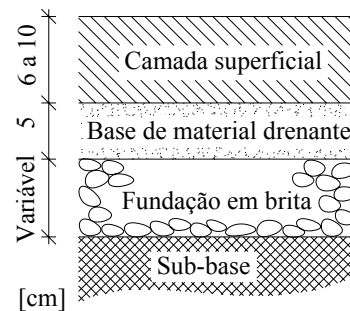 6 a 10
Camada superficial
5
Base de material drenante
Variável
Fundação em brita
Sub-base
[cm]